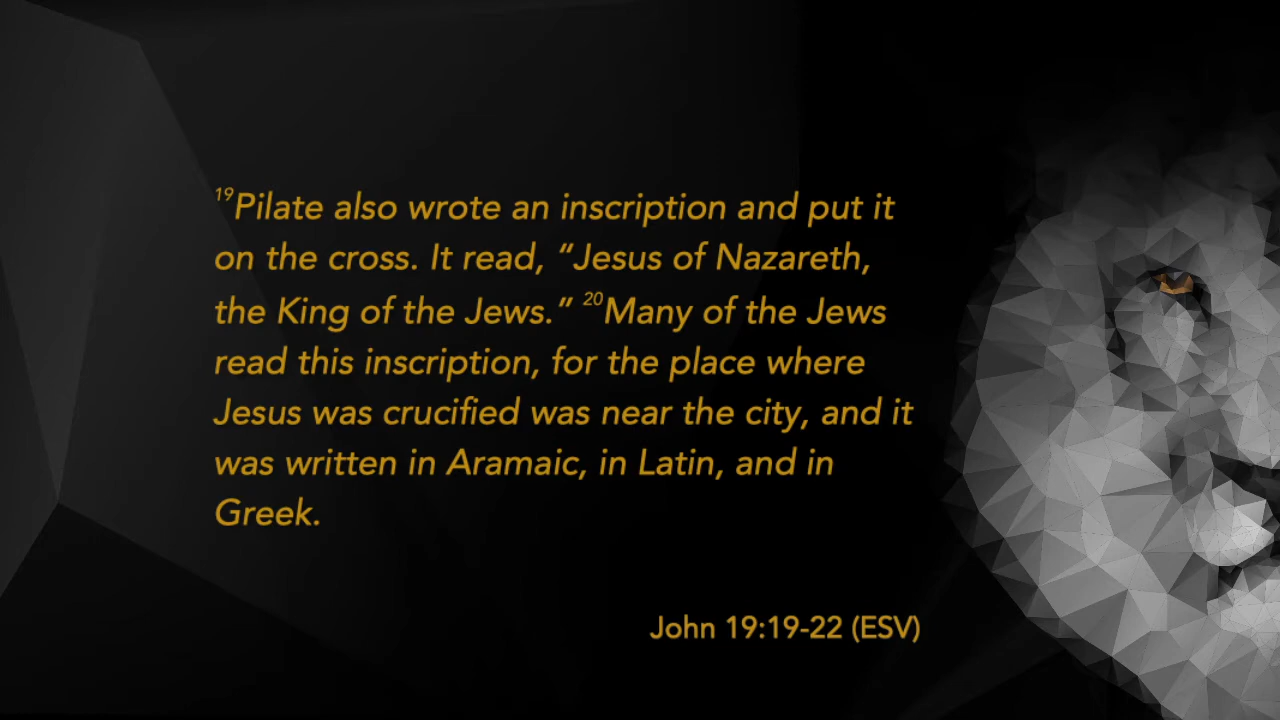 19Pilate also wrote an inscription and put it
on the cross. It read, “Jesus of Nazareth,
the King of the Jews.” 20Many of the Jews
read this inscription, for the place where
Jesus was crucified was near the city, and it
was written in Aramaic, in Latin, and in
Greek.
John 19:19-22 (ESV)